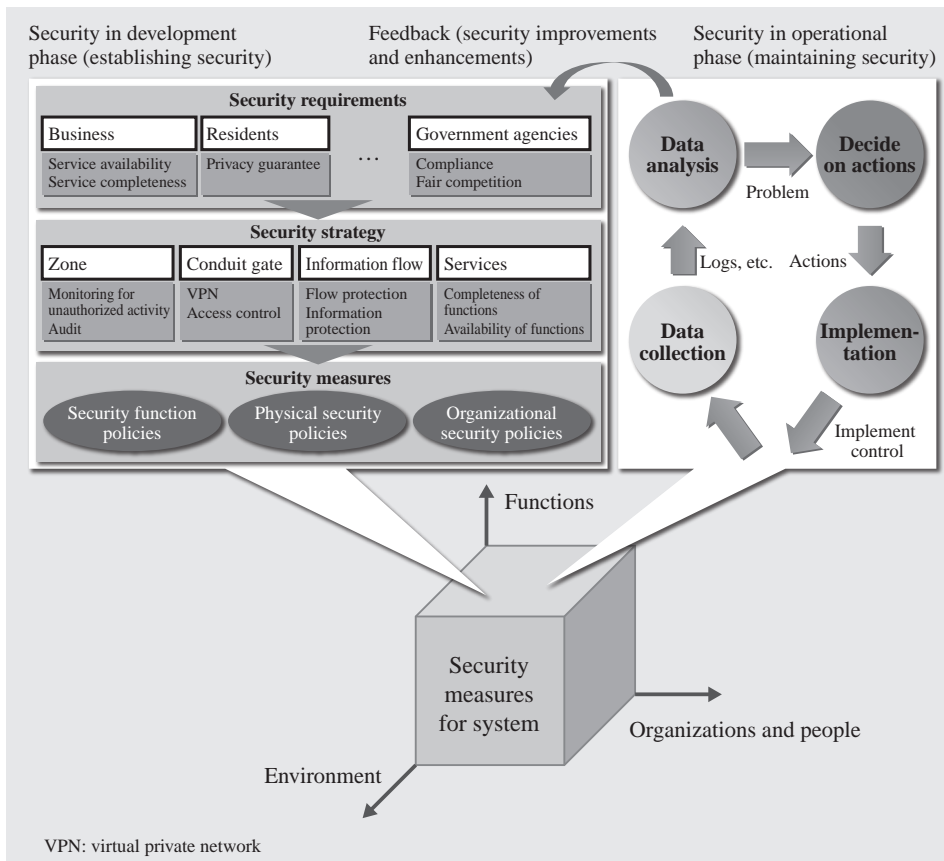 Security in development
phase (establishing security)
Feedback (security improvements
and enhancements)
Security in operational
phase (maintaining security)
Security requirements
Business
Service availability
Service completeness
Residents
Privacy guarantee
...
Government agencies
Compliance
Fair competition
Security strategy
Zone
Monitoring for
unauthorized activity
Audit
Conduit gate
VPN
Access control
Information flow
Flow protection
Information
protection
Services
Completeness of
functions
Availability of functions
Security measures
Security function
policies
Physical security
policies
Organizational
security policies
Data
analysis
Problem
Decide
on actions
Logs, etc.
Actions
Data
collection
Implemen-
tation
Implement
control
Functions
Security
measures
for system
Organizations and people
Environment
VPN: virtual private network